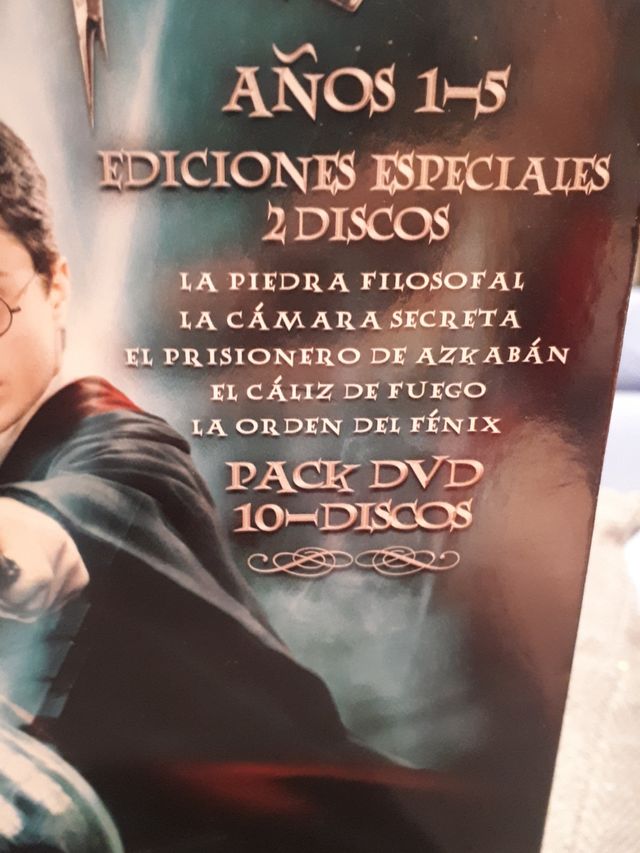 AÑOS 1-5
EDICIONES ESPECIALES
2 DISCOS
LA PIEDRA FILOSOFAL
LA CÁMARA SECRETA
EL PRISIONERO DE AZKABÁN
EL CÁLIZ DE FUEGO
LA ORDEN DEL FÉNIX
PACK DVD
10-DISCOS